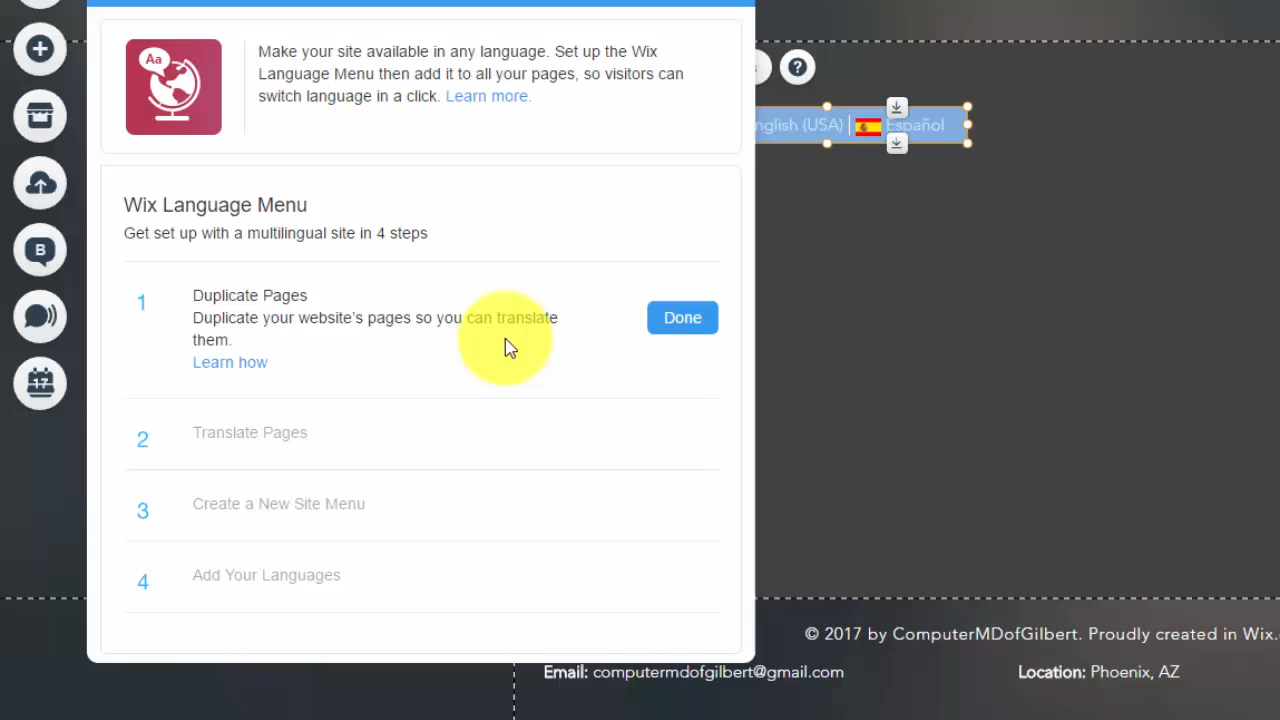 Aa
Make your site available in any language. Set up the Wix
Language Menu then add it to all your pages, so visitors can
switch language in a click. Learn more.
(USA) | Español
Wix Language Menu
Get set up with a multilingual site in 4 steps
1
Duplicate Pages
Duplicate your website's pages so you can translate
them.
Learn how
Done
2
Translate Pages
3
Create a New Site Menu
4
Add Your Languages
B
17
?
© 2017 by ComputerMDofGilbert. Proudly created in Wix.
Email: computermdofgilbert@gmail.com
Location: Phoenix, AZ